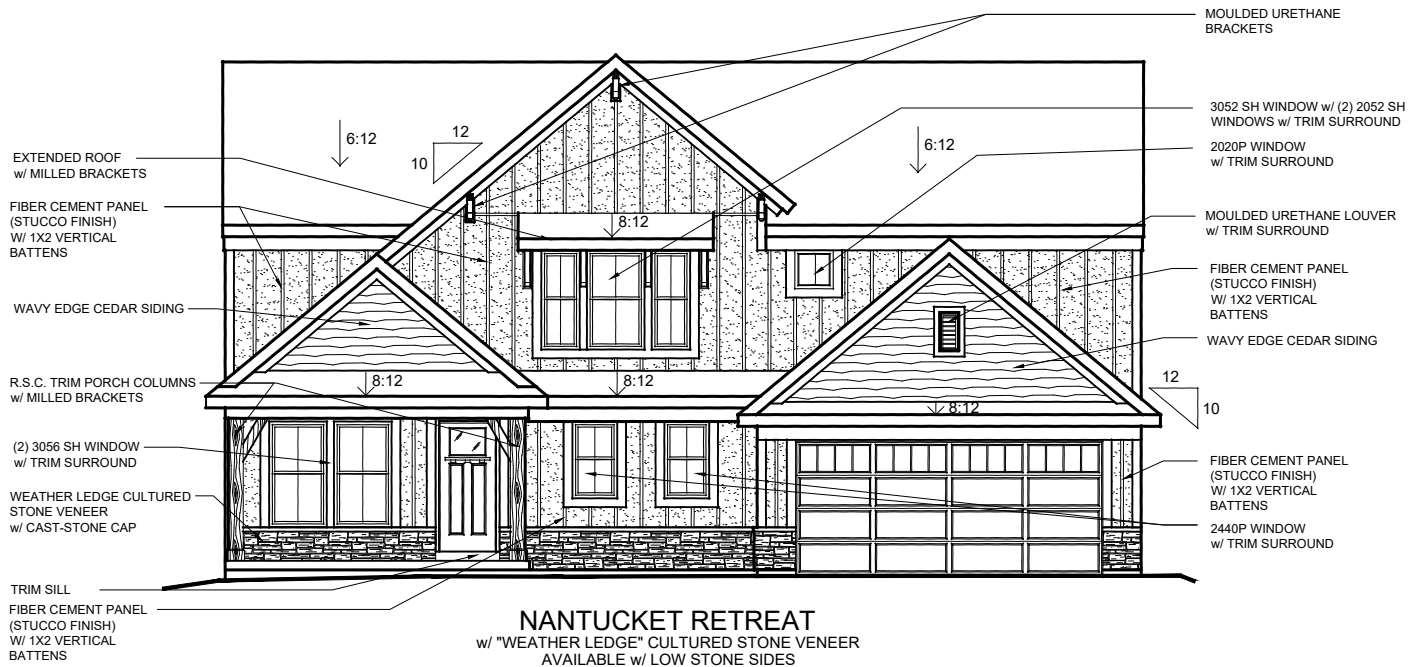 MOULDED URETHANE
BRACKETS
3052 SH WINDOW w/ (2) 2052 SH
WINDOWS w/ TRIM SURROUND
2020P WINDOW
w/ TRIM SURROUND
MOULDED URETHANE LOUVER
w/ TRIM SURROUND
FIBER CEMENT PANEL
(STUCCO FINISH)
W/ 1X2 VERTICAL
BATTENS
WAVY EDGE CEDAR SIDING
12
10
FIBER CEMENT PANEL
(STUCCO FINISH)
W/ 1X2 VERTICAL
BATTENS
2440P WINDOW
w/ TRIM SURROUND
EXTENDED ROOF
w/ MILLED BRACKETS
FIBER CEMENT PANEL
(STUCCO FINISH)
W/ 1X2 VERTICAL
BATTENS
WAVY EDGE CEDAR SIDING
R.S.C. TRIM PORCH COLUMNS
w/ MILLED BRACKETS
(2) 3056 SH WINDOW
w/ TRIM SURROUND
WEATHER LEDGE CULTURED
STONE VENEER
w/ CAST-STONE CAP
TRIM SILL
FIBER CEMENT PANEL
(STUCCO FINISH)
W/ 1X2 VERTICAL
BATTENS
6:12
12
10
6:12
8:12
8:12
8:12
8:12
NANTUCKET RETREAT
w/ "WEATHER LEDGE" CULTURED STONE VENEER
AVAILABLE w/ LOW STONE SIDES